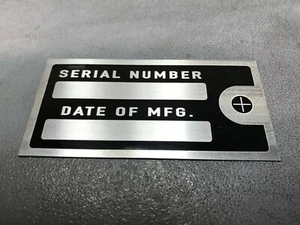 SERIAL NUMBER
DATE OF MFG.